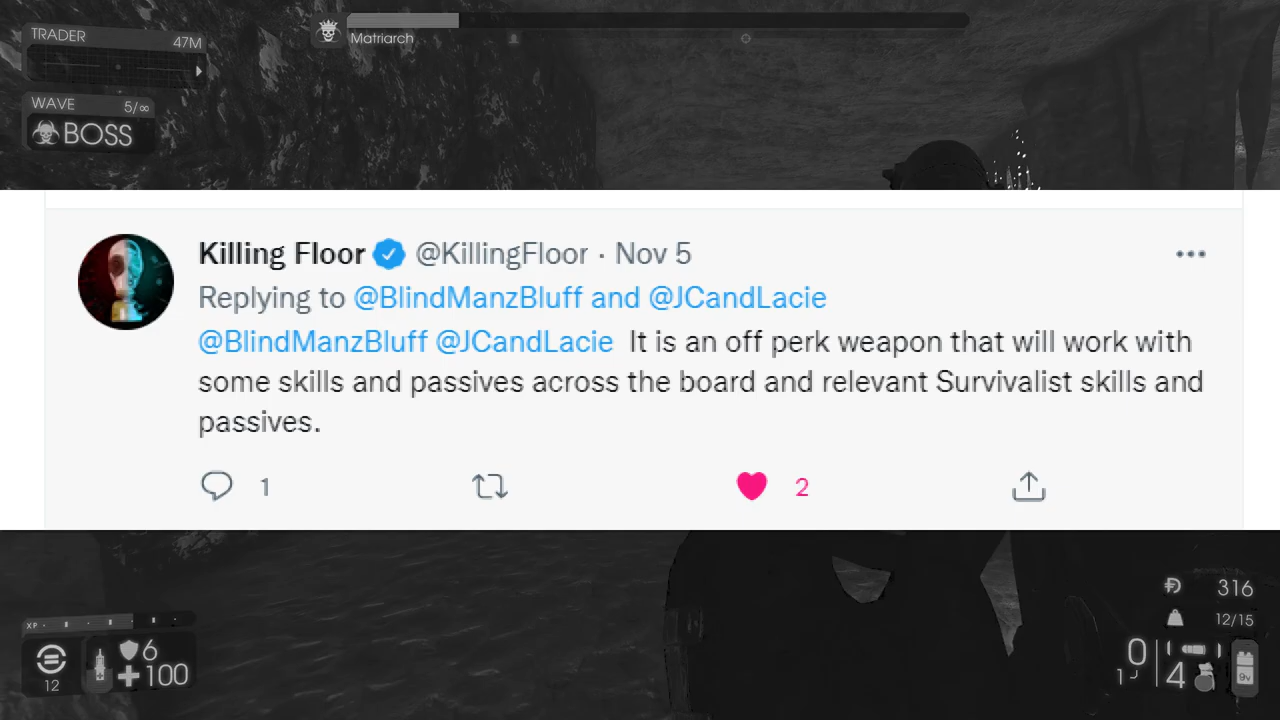 TRADER
47M
Matriarch
WAVE
5/∞
BOSS
Killing Floor @KillingFloor · Nov 5
Replying to @BlindManzBluff and @JCandLacie
@BlindManzBluff @JCandLacie It is an off perk weapon that will work with
some skills and passives across the board and relevant Survivalist skills and
passives.
1
2
XP
12
6
100
316
12/15
0
1
4
9v